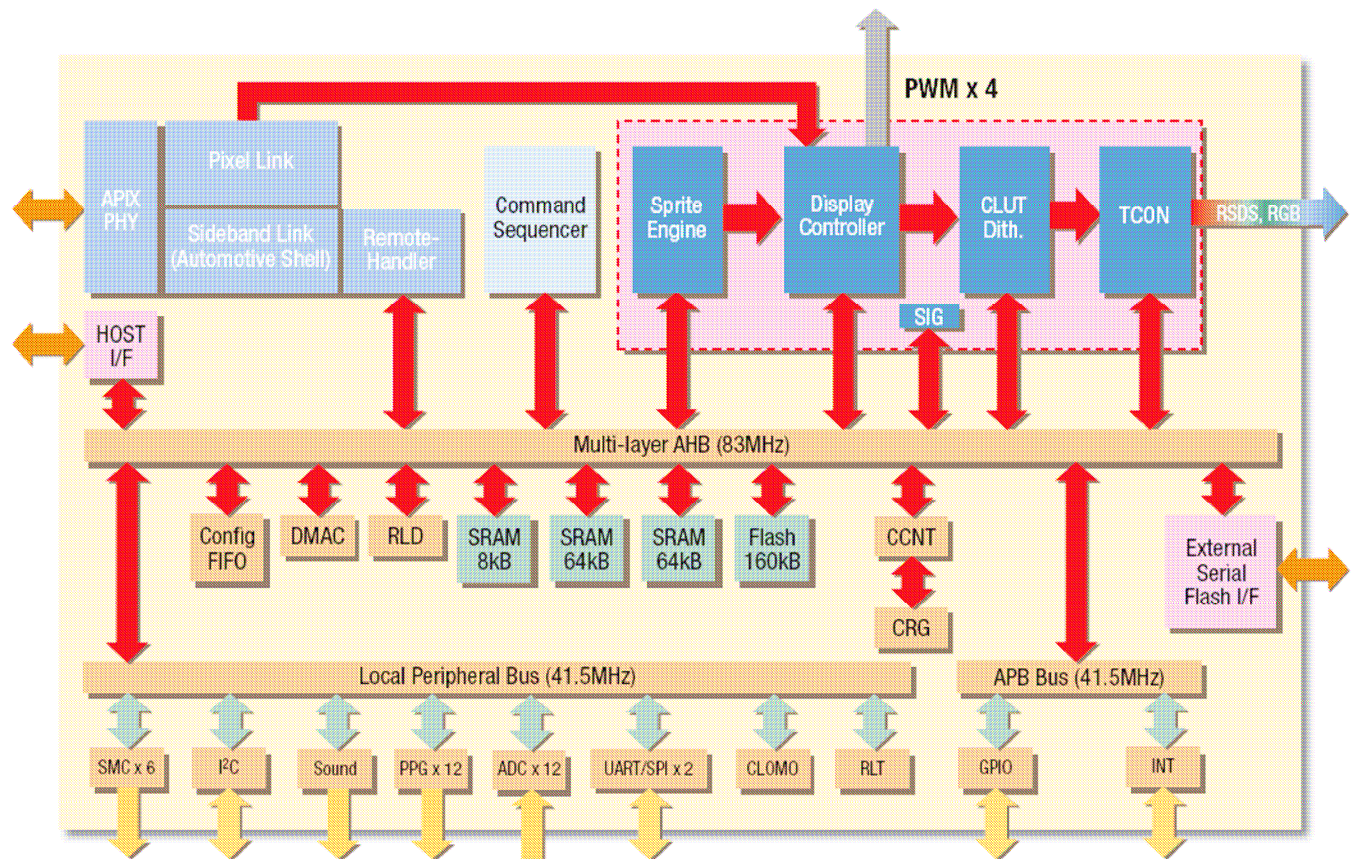 PWM x 4
APIX
PHY
Pixel Link
Sideband Link
(Automotive Shell)
Remote-
Handler
Command
Sequencer
Sprite
Engine
Display
Controller
CLUT
Dith.
TCON
RSDS, RGB
SIG
HOST
I/F
Multi-layer AHB (83MHz)
Config
FIFO
DMAC
RLD
SRAM
8kB
SRAM
64kB
SRAM
64kB
Flash
160kB
CCNT
CRG
External
Serial
Flash I/F
Local Peripheral Bus (41.5MHz)
APB Bus (41.5MHz)
SMC x 6
I²C
Sound
PPG x 12
ADC x 12
UART/SPI x 2
CLOMO
RLT
GPIO
INT